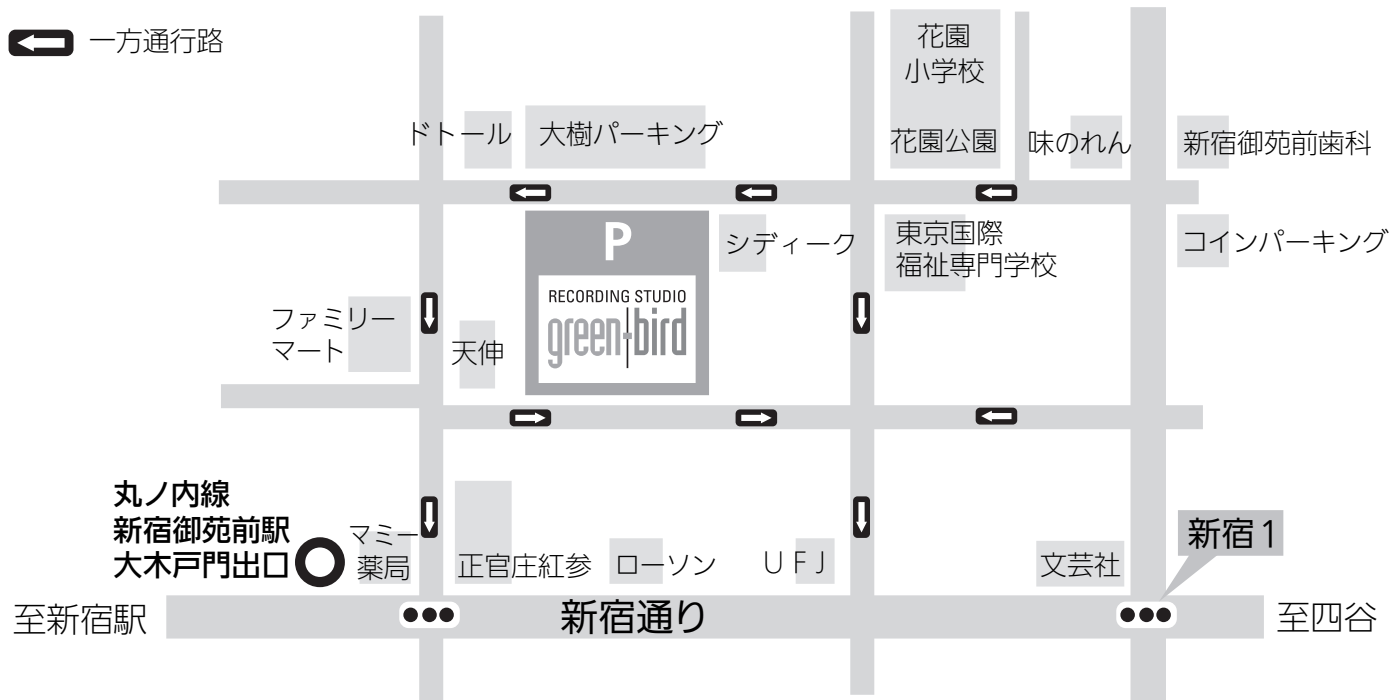 一方通行路
花園
小学校
ドトール
大樹パーキング
花園公園
味のれん
新宿御苑前歯科
P
シディーク
東京国際
福祉専門学校
コインパーキング
RECORDING STUDIO
green bird
ファミリー
マート
天伸
丸ノ内線
新宿御苑前駅
大木戸門出口
マミー
薬局
正官庄紅参
ローソン
UFJ
文芸社
新宿1
至新宿駅
新宿通り
至四谷